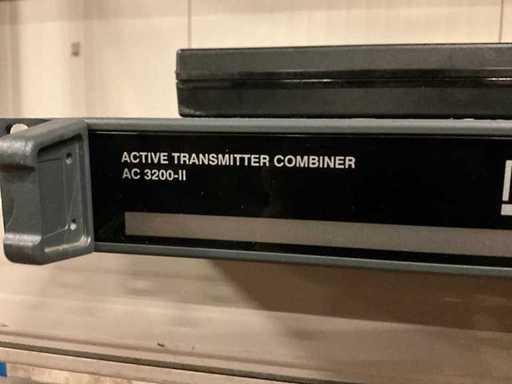 ACTIVE TRANSMITTER COMBINER
AC 3200-II